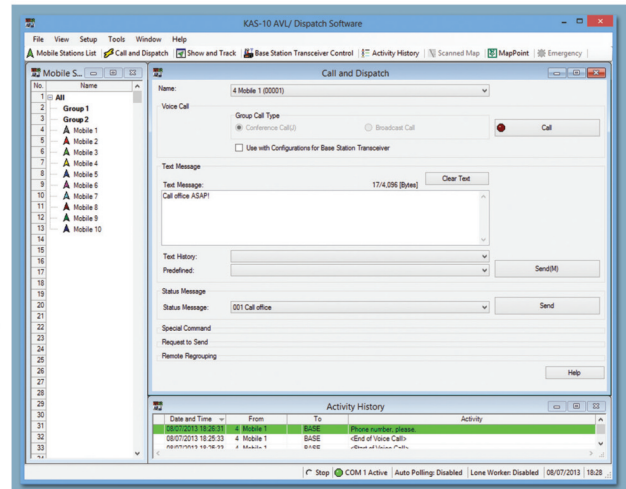 KAS-10 AVL/ Dispatch Software
File View Setup Tools Window Help
Mobile Stations List Call and Dispatch Show and Track Base Station Transceiver Control Activity History Scanned Map MapPoint Emergency
Mobile S...
No. Name
1 All
2 Group 1
3 Group 2
4 Mobile 1
5 Mobile 2
6 Mobile 3
7 Mobile 4
8 Mobile 5
9 Mobile 6
10 Mobile 7
11 Mobile 8
12 Mobile 9
13 Mobile 10
14
15
16
17
18
19
20
21
22
23
24
25
26
27
28
29
30
31
32
33
Call and Dispatch
Name: 4 Mobile 1 (00001)
Voice Call
Group Call Type
Conference Call(J) Broadcast Call
Call
Use with Configurations for Base Station Transceiver
Text Message
Clear Text
Text Message: 17/4,096 [Bytes]
Call office ASAP!
Text History:
Predefined:
Send(M)
Status Message
Status Message: 001 Call office
Send
Special Command
Request to Send
Remote Regrouping
Help
Activity History
Date and Time From To Activity
08/07/2013 18:26:31 4 Mobile 1 BASE Phone number, please.
08/07/2013 18:25:33 4 Mobile 1 BASE <End of Voice Call>
Mobile 1 BASE <Start of Voice Call>
Stop COM 1 Active Auto Polling: Disabled Lone Worker: Disabled 08/07/2013 18:28